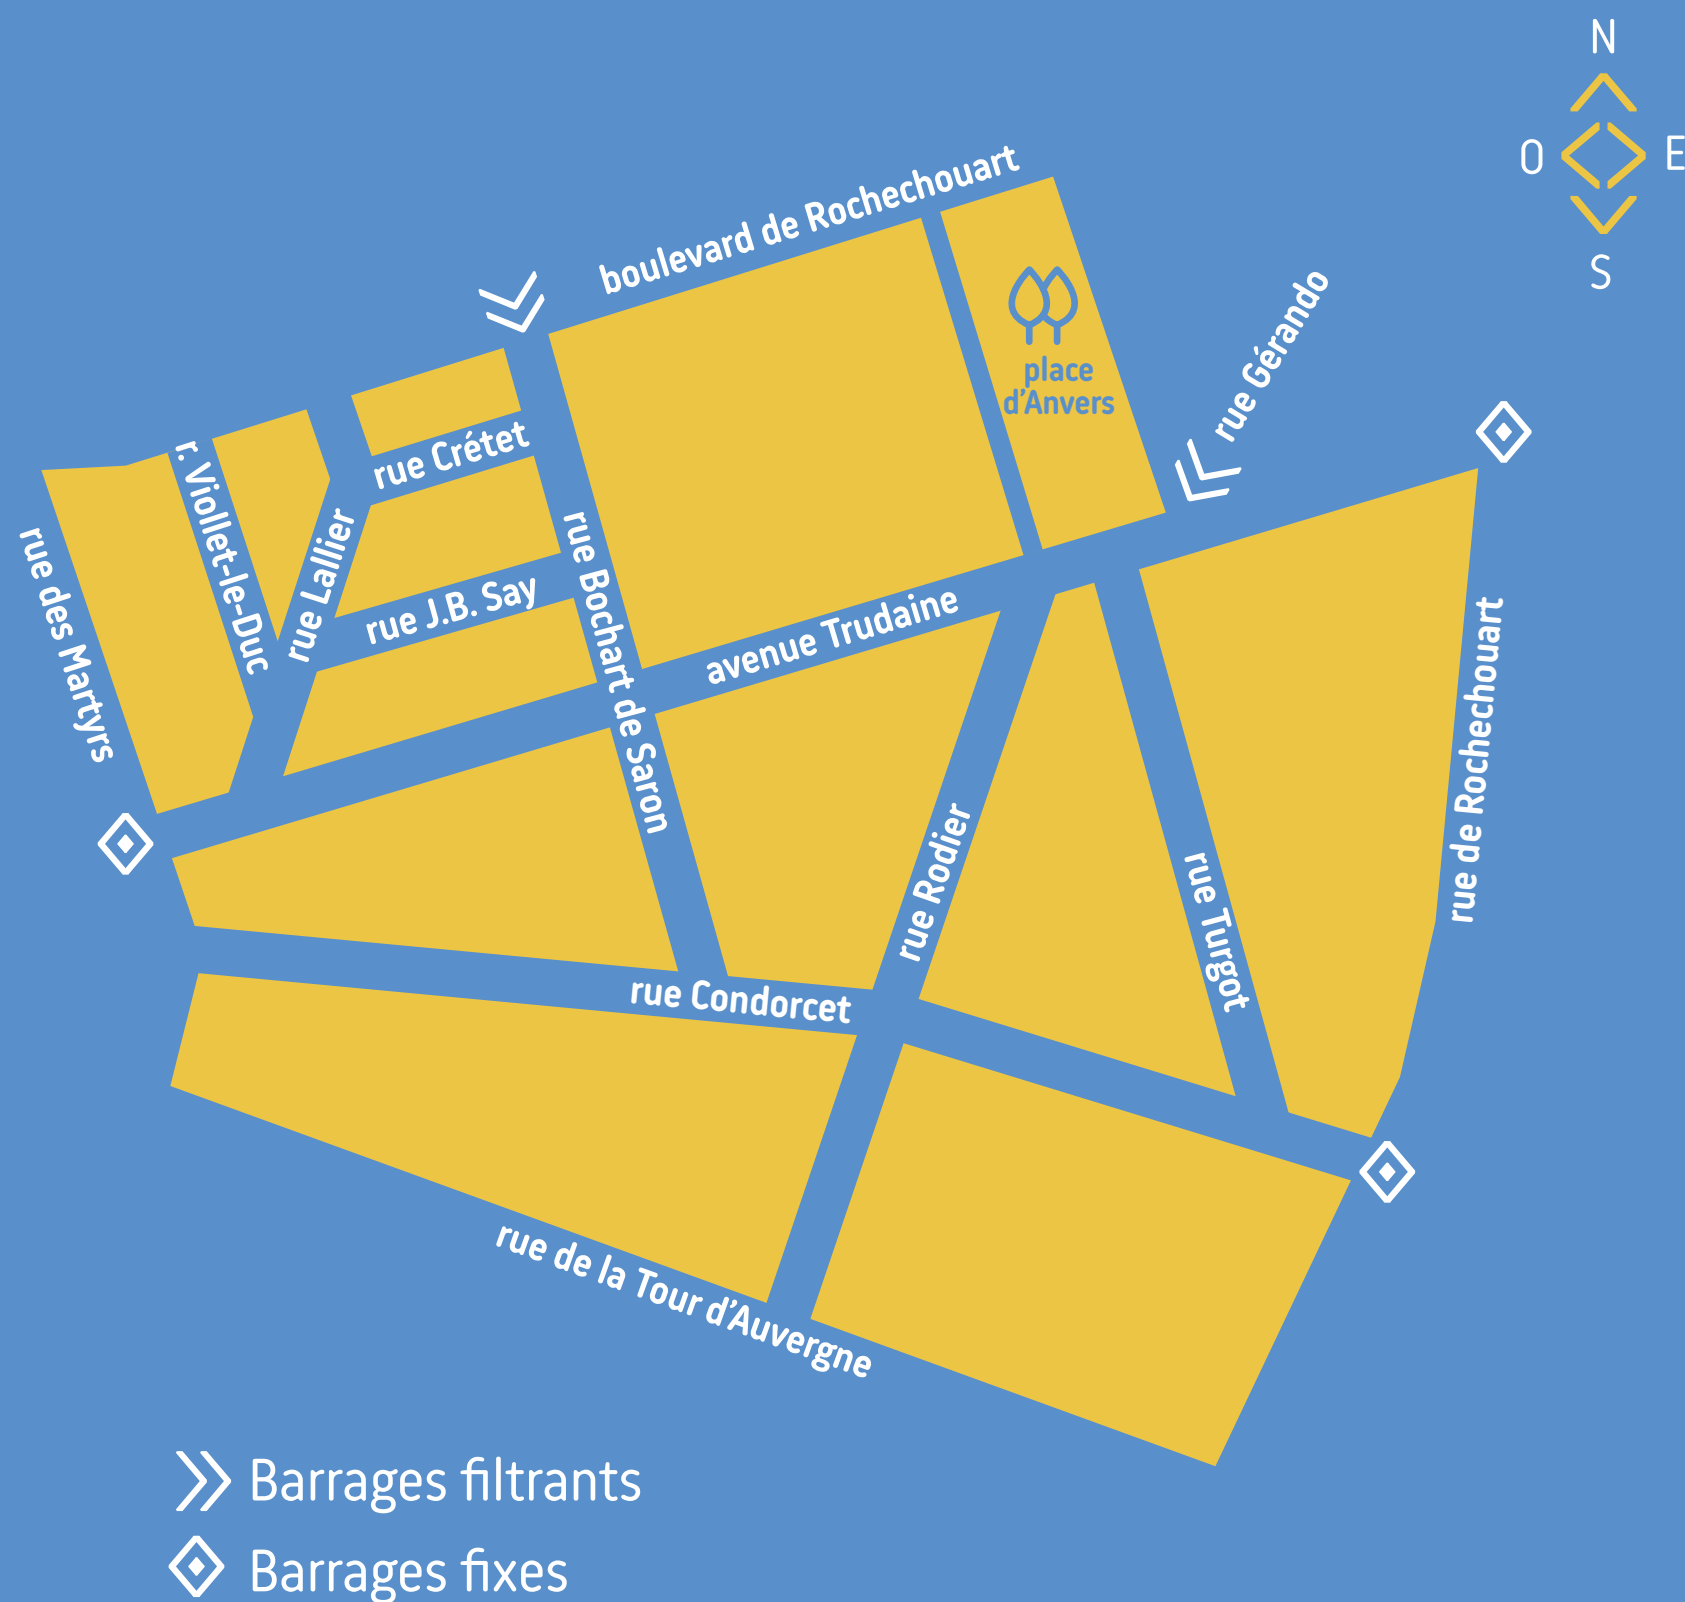 N
O
E
S
boulevard de Rochechouart
place
d'Anvers
rue Gérando
rue Crétet
r. Viollet-le-Duc
rue Lallier
rue des Martyrs
rue J.B. Say
rue Bochart de Saron
avenue Trudaine
rue de Rochechouart
rue Rodier
rue Turgot
rue Condorcet
rue de la Tour d'Auvergne
Barrages filtrants
Barrages fixes